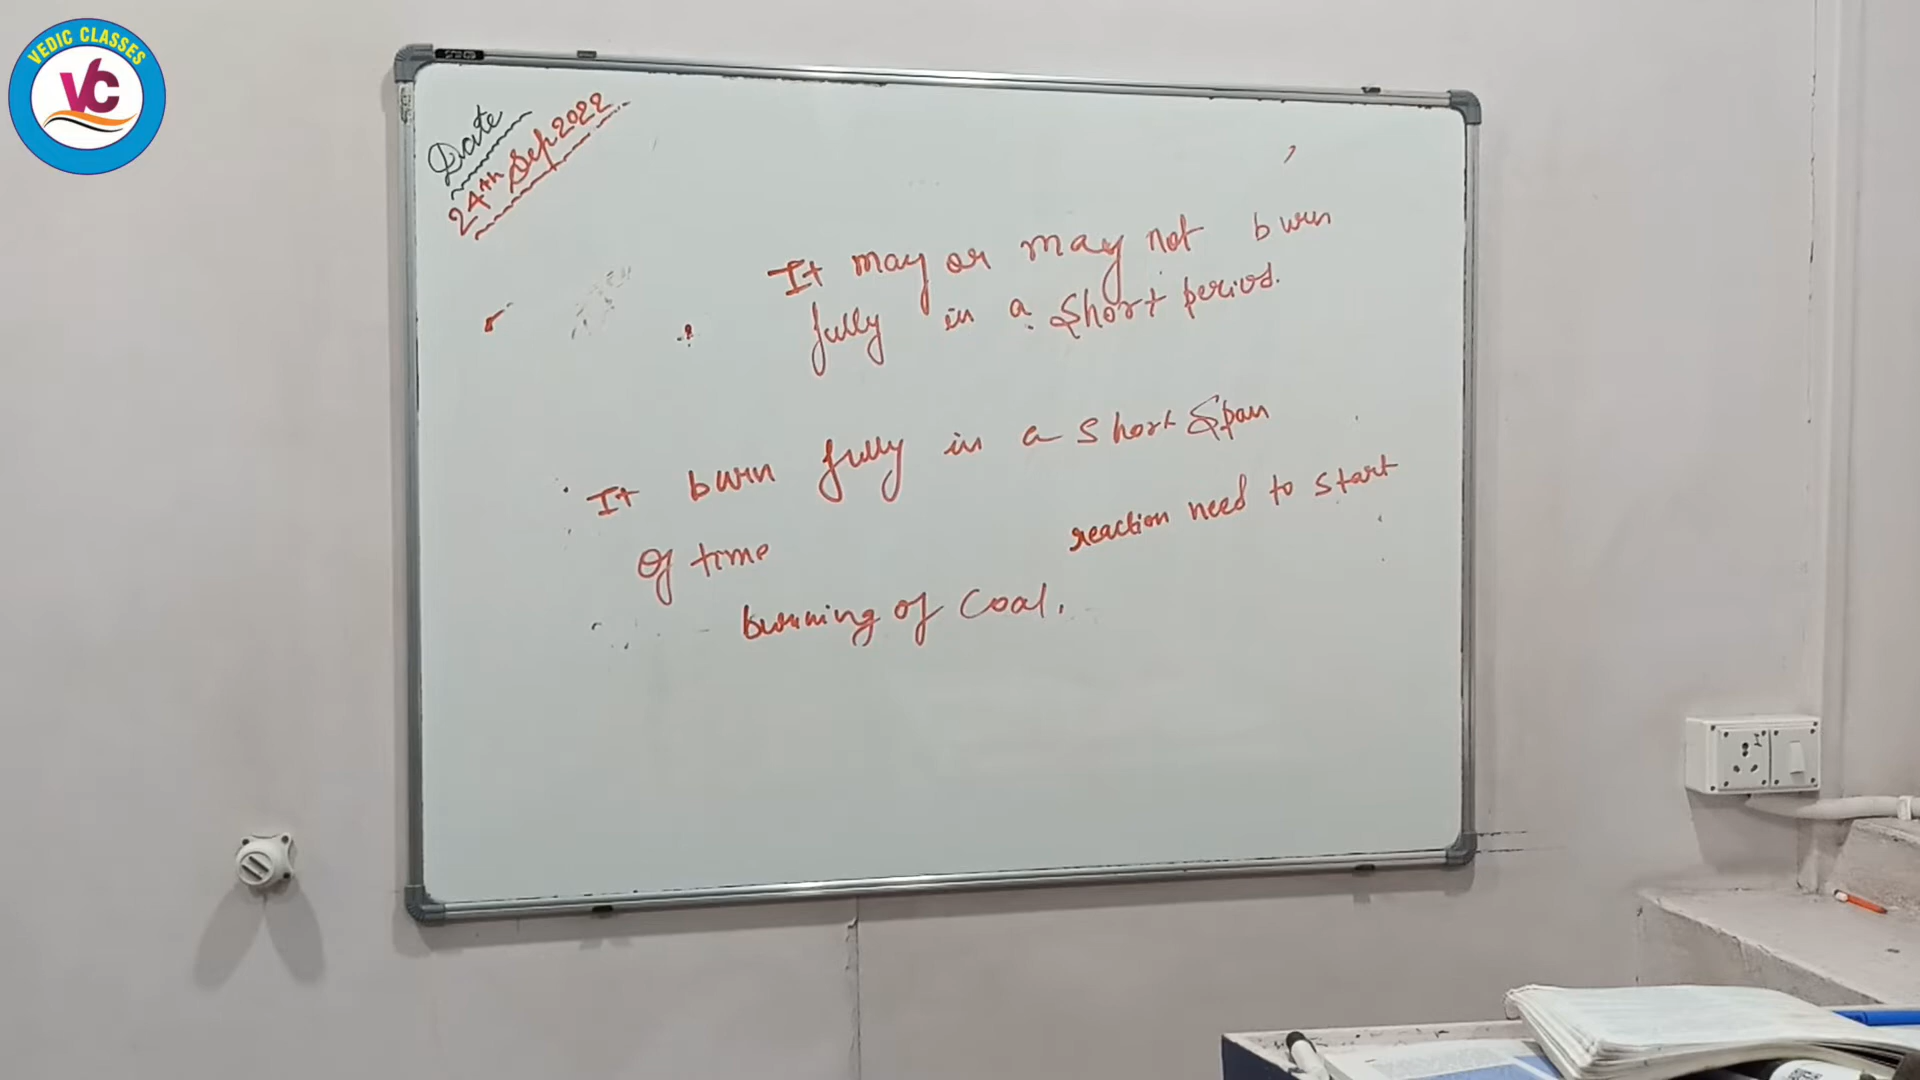 VEDIC CLASSES
VC
Date
24th Sep 2022
It may or may not burn
fully in a short period.
It burn fully in a short span
of time
reaction need to start
burning of coal.